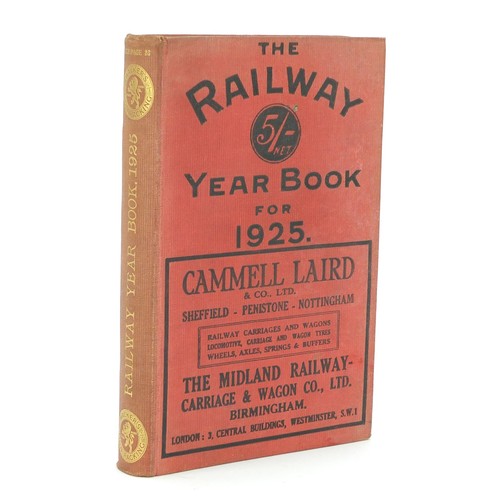 THE
RAILWAY
5/-
NET
YEAR BOOK
FOR
1925.
CAMMELL LAIRD
& CO., LTD.
SHEFFIELD - PENISTONE - NOTTINGHAM
RAILWAY CARRIAGES AND WAGONS
LOCOMOTIVE, CARRIAGE AND WAGON TYRES
WHEELS, AXLES, SPRINGS & BUFFERS
THE MIDLAND RAILWAY-
CARRIAGE & WAGON CO., LTD.
BIRMINGHAM.
LONDON: 3, CENTRAL BUILDINGS, WESTMINSTER, S.W.1
RAILWAY YEAR BOOK, 1925